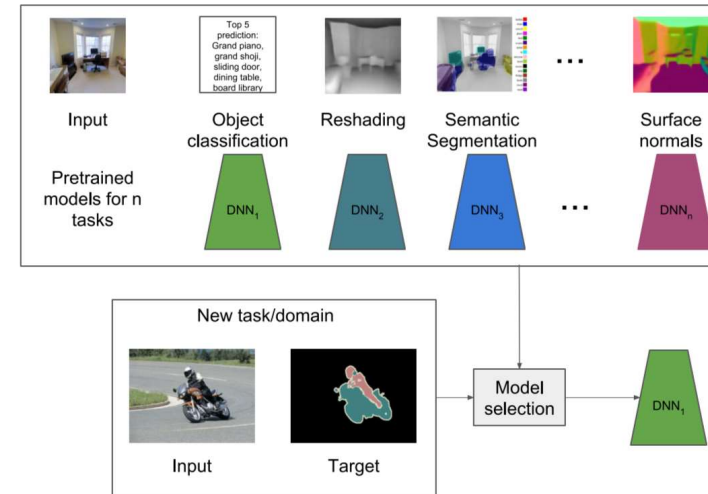 Top 5
prediction:
Grand piano,
grand shoji,
sliding door,
dining table,
board library
...
Input
Object
classification
Reshading
Semantic
Segmentation
Surface
normals
Pretrained
models for n
tasks
DNN₁
DNN₂
DNN₃
...
DNNₙ
New task/domain
Input
Target
Model
selection
DNN₁